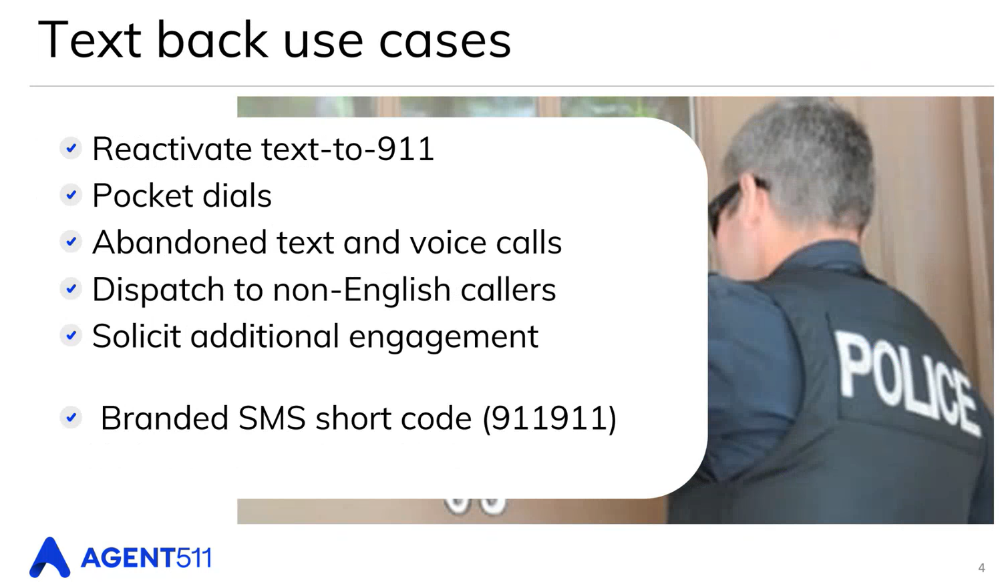 Text back use cases
Reactivate text-to-911
Pocket dials
Abandoned text and voice calls
Dispatch to non-English callers
Solicit additional engagement
Branded SMS short code (911911)
POLICE
AGENT511
4